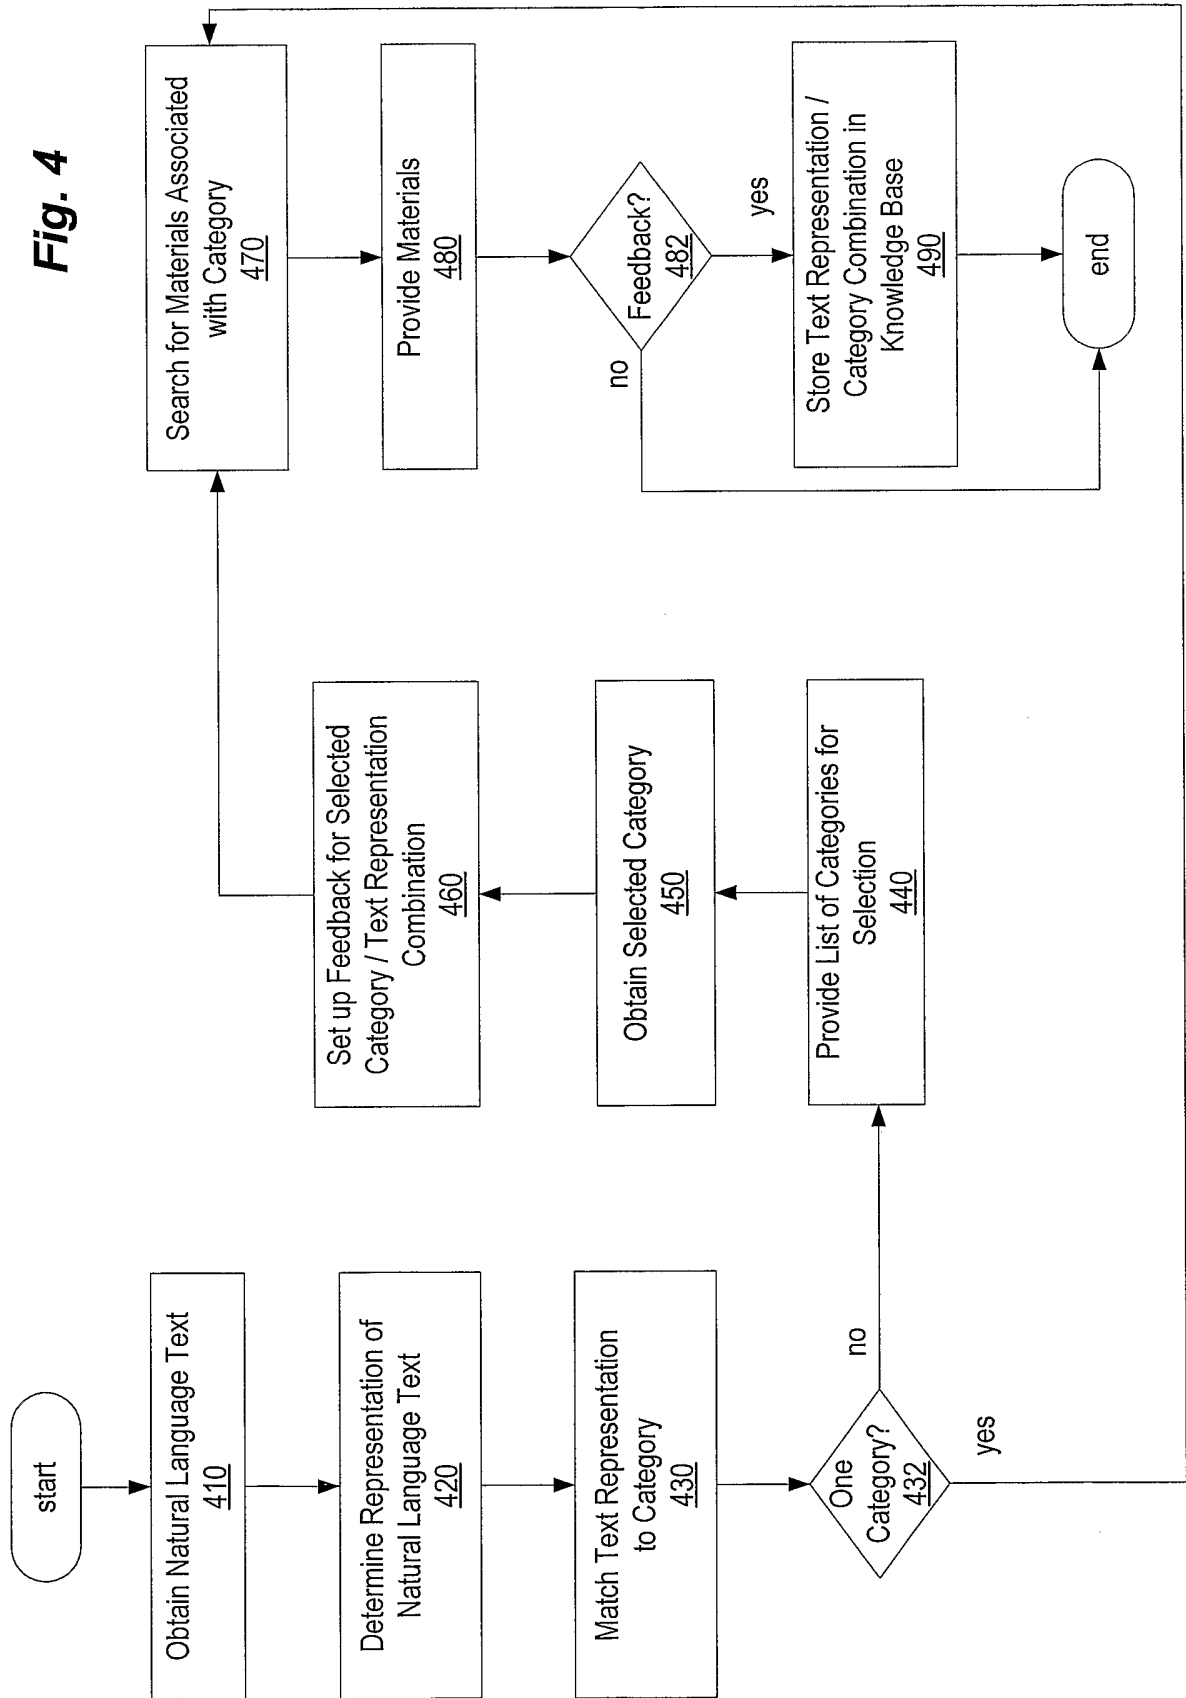 Fig. 4
start
Obtain Natural Language Text
410
Determine Representation of
Natural Language Text
420
Match Text Representation
to Category
430
One
Category?
432
no
yes
Provide List of Categories for
Selection
440
Obtain Selected Category
450
Set up Feedback for Selected
Category / Text Representation
Combination
460
Search for Materials Associated
with Category
470
Provide Materials
480
Feedback?
482
no
yes
Store Text Representation /
Category Combination in
Knowledge Base
490
end